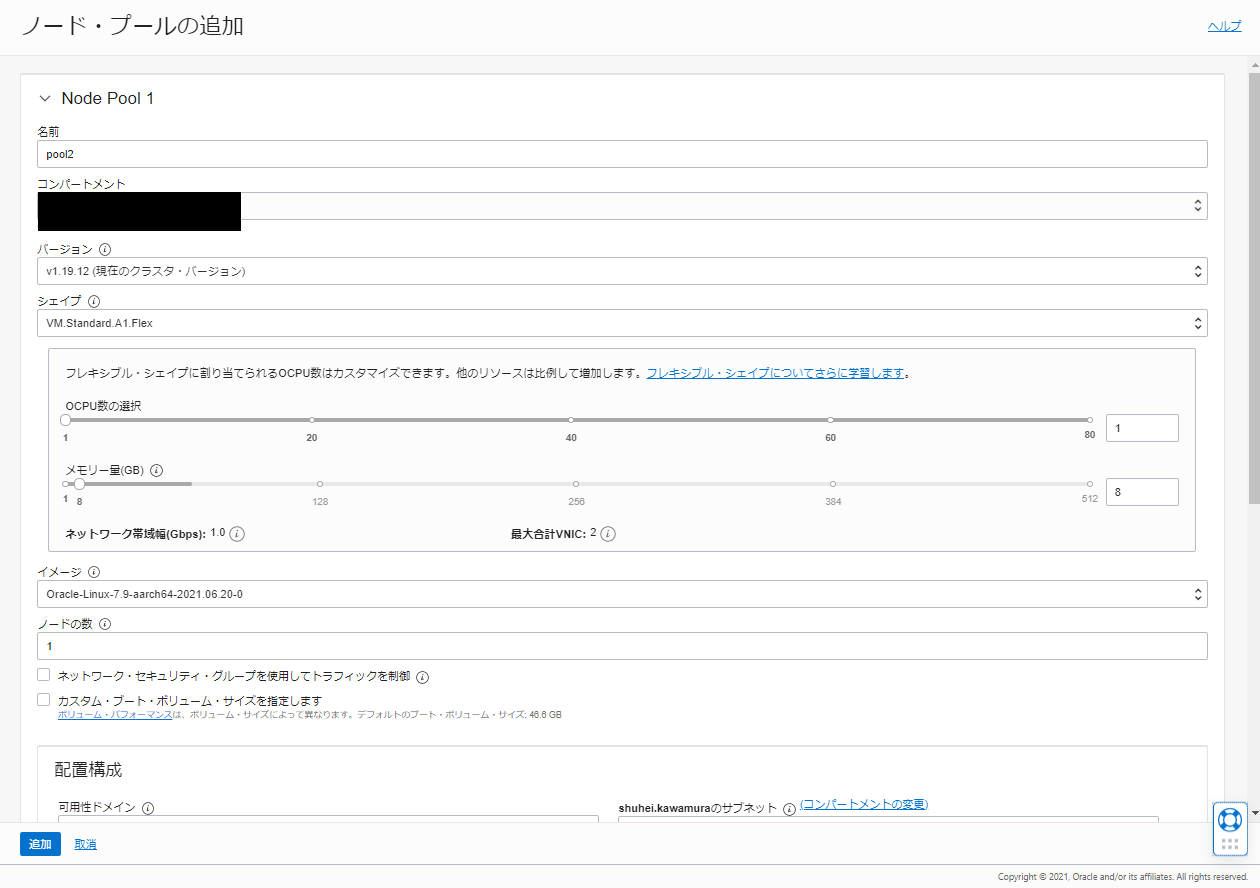 ノード・プールの追加
ヘルプ
Node Pool 1
名前
pool2
コンパートメント
バージョン
v1.19.12 (現在のクラスタ・バージョン)
シェイプ
VM.Standard.A1.Flex
フレキシブル・シェイプに割り当てられるOCPU数はカスタマイズできます。他のリソースは比例して増加します。フレキシブル・シェイプについてさらに学習します。
OCPU数の選択
1 20 40 60 80
1
メモリー量(GB)
1 8 128 256 384 512
8
ネットワーク帯域幅(Gbps): 1.0
最大合計VNIC: 2
イメージ
Oracle-Linux-7.9-aarch64-2021.06.20-0
ノードの数
1
ネットワーク・セキュリティ・グループを使用してトラフィックを制御
カスタム・ブート・ボリューム・サイズを指定します
ボリューム・パフォーマンスは、ボリューム・サイズによって異なります。デフォルトのブート・ボリューム・サイズ: 46.6 GB
配置構成
可用性ドメイン
shuhei.kawamuraのサブネット (コンパートメントの変更)
追加 取消
Copyright © 2021, Oracle and/or its affiliates. All rights reserved.